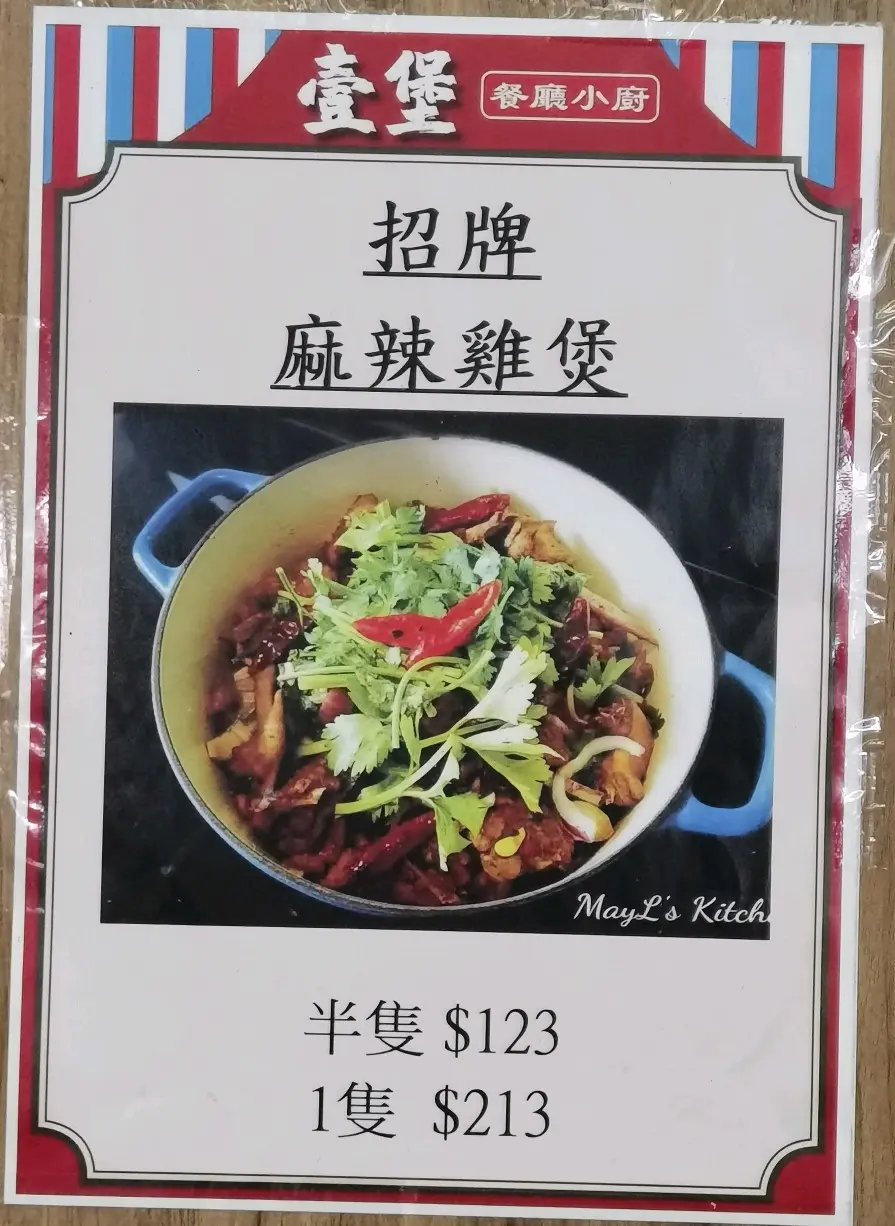 壹堡 餐廳小廚
招牌
麻辣雞煲
MayL's Kitch
半隻 $123
1隻 $213